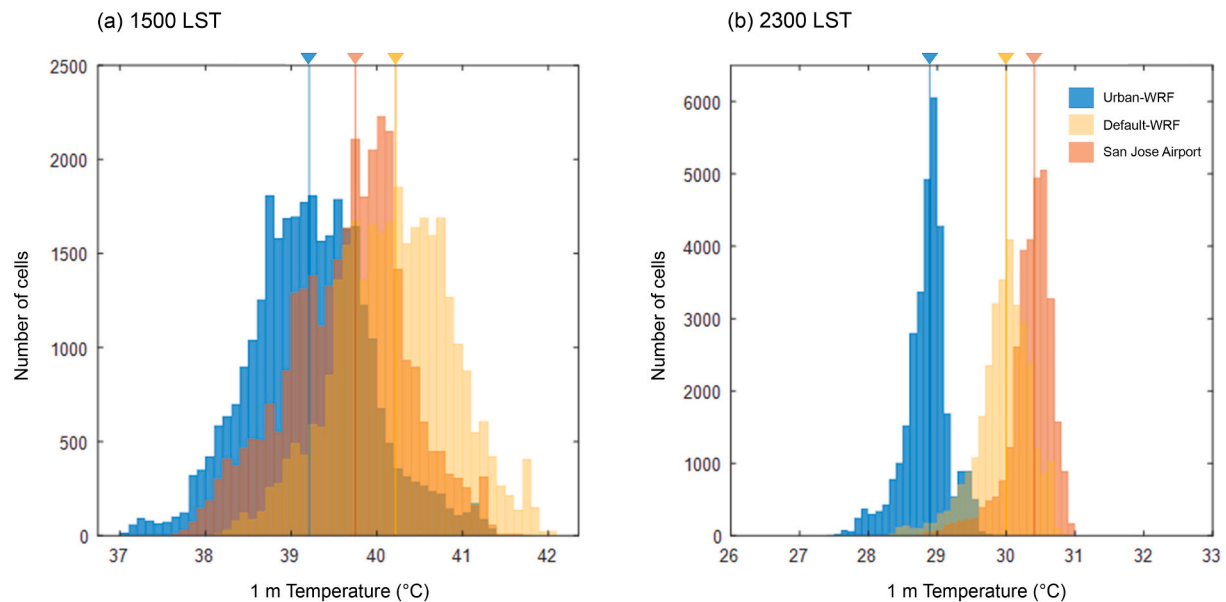 (a) 1500 LST
2500
2000
1500
1000
500
0
Number of cells
37 38 39 40 41 42
1 m Temperature (°C)
(b) 2300 LST
6000
5000
4000
3000
2000
1000
0
Number of cells
26 27 28 29 30 31 32 33
1 m Temperature (°C)
Urban-WRF
Default-WRF
San Jose Airport